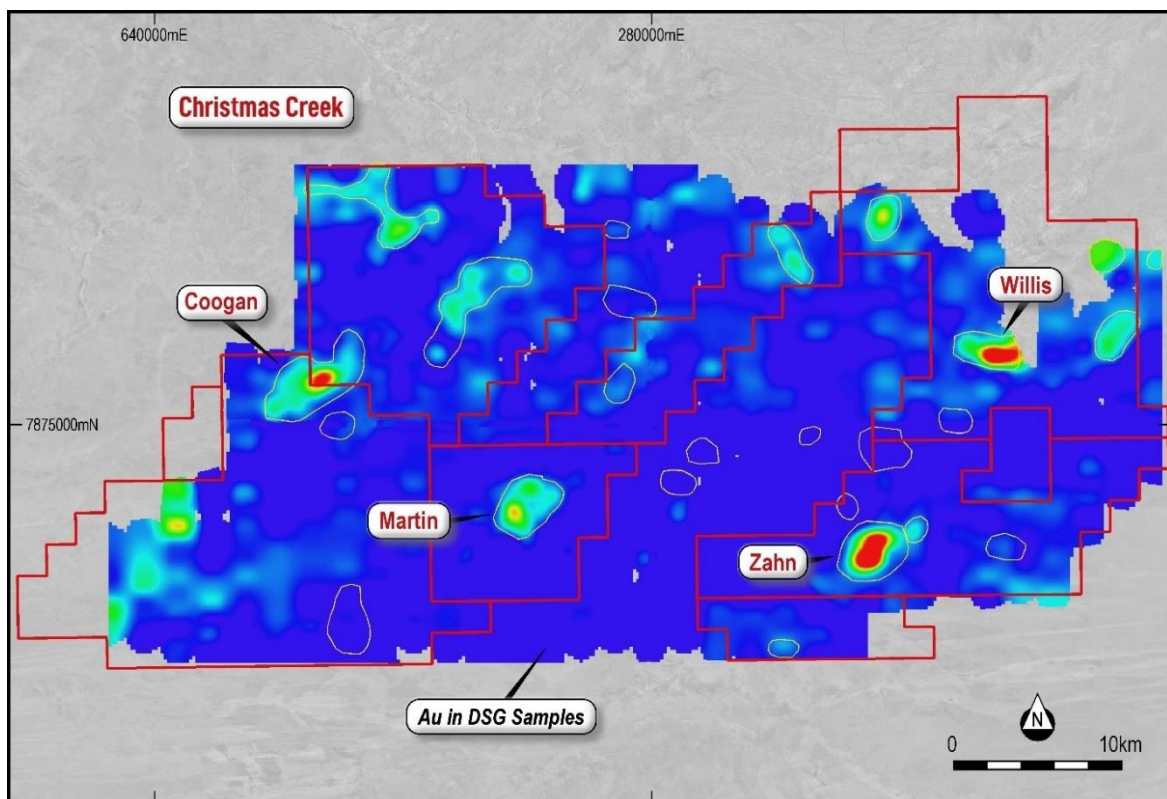 640000mE
280000mE
Christmas Creek
Coogan
Willis
7875000mN
Martin
Zahn
Au in DSG Samples
N
0 10km